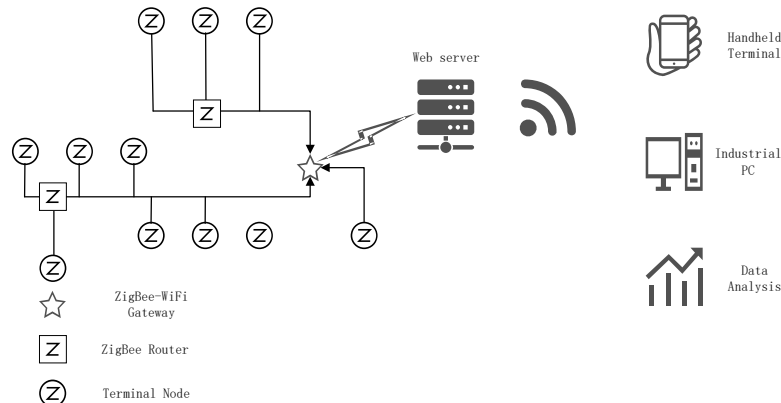 Web server
Handheld
Terminal
Industrial
PC
Data
Analysis
Z
Z
Z
Z
Z
Z
Z
Z
Z
Z
Z
Z
Z
Z
ZigBee-WiFi
Gateway
Z
ZigBee Router
Z
Terminal Node